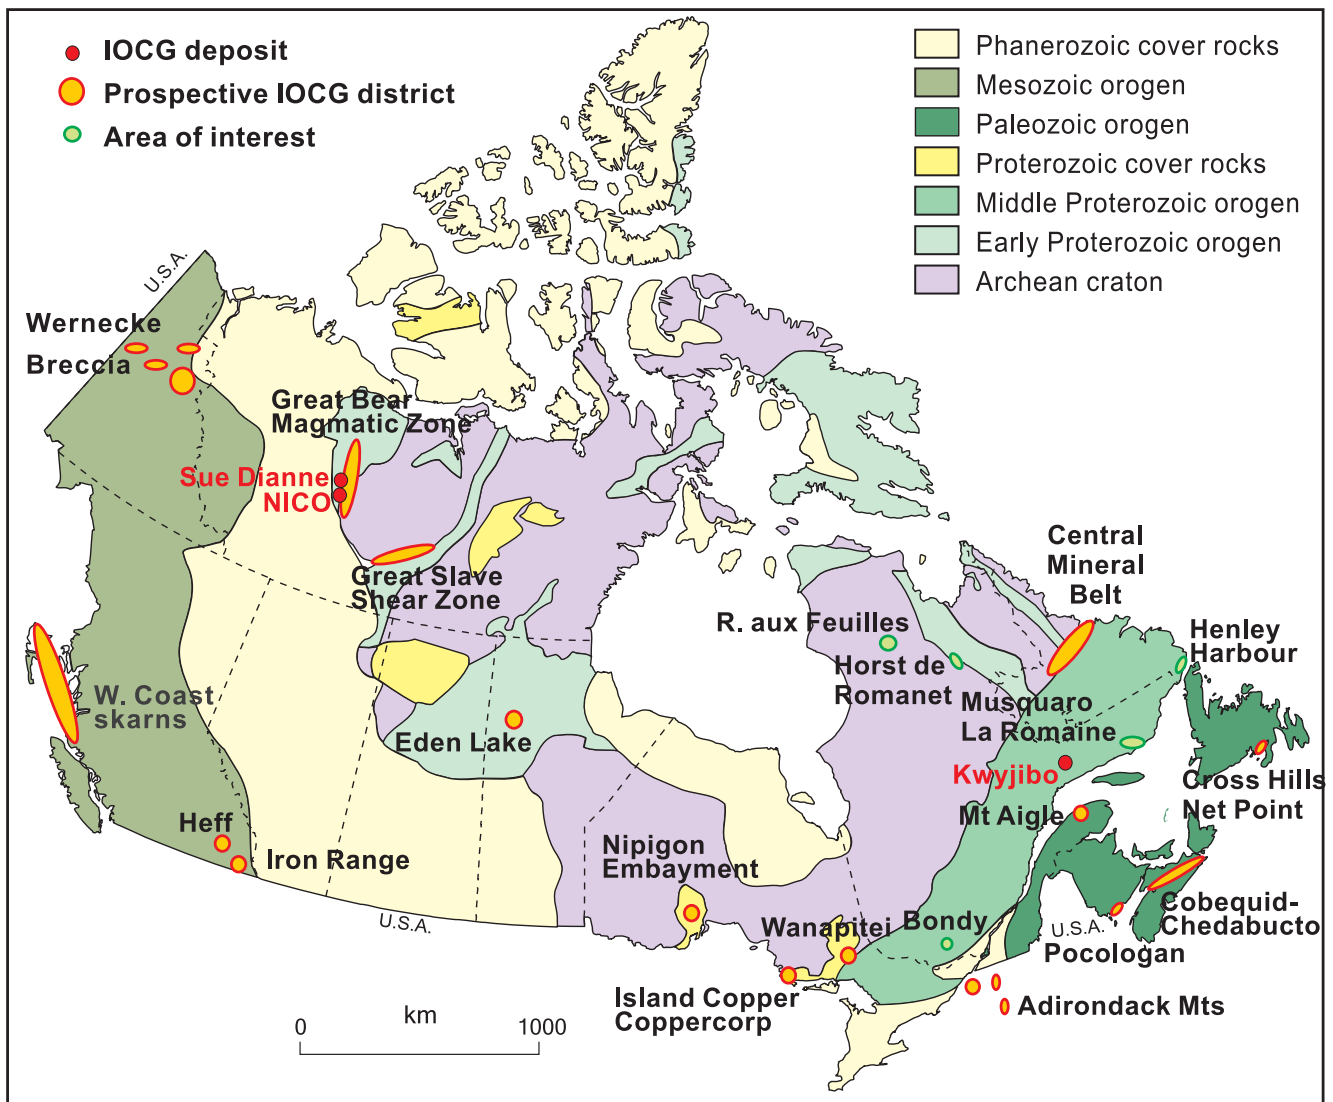 IOCG deposit
Prospective IOCG district
Area of interest
Phanerozoic cover rocks
Mesozoic orogen
Paleozoic orogen
Proterozoic cover rocks
Middle Proterozoic orogen
Early Proterozoic orogen
Archean craton
U.S.A.
Wernecke
Breccia
Great Bear
Magmatic Zone
Sue Dianne
NICO
Great Slave
Shear Zone
Central
Mineral
Belt
R. aux Feuilles
Horst de
Romanet
Henley
Harbour
W. Coast
skarns
Musquaro
La Romaine
Eden Lake
Kwyjibo
Cross Hills
Net Point
Mt Aigle
Heff
Iron Range
Nipigon
Embayment
Wanapitei
Bondy
Cobequid-
Chedabucto
U.S.A.
U.S.A.
Pocologan
Island Copper
Coppercorp
Adirondack Mts
km
0
1000